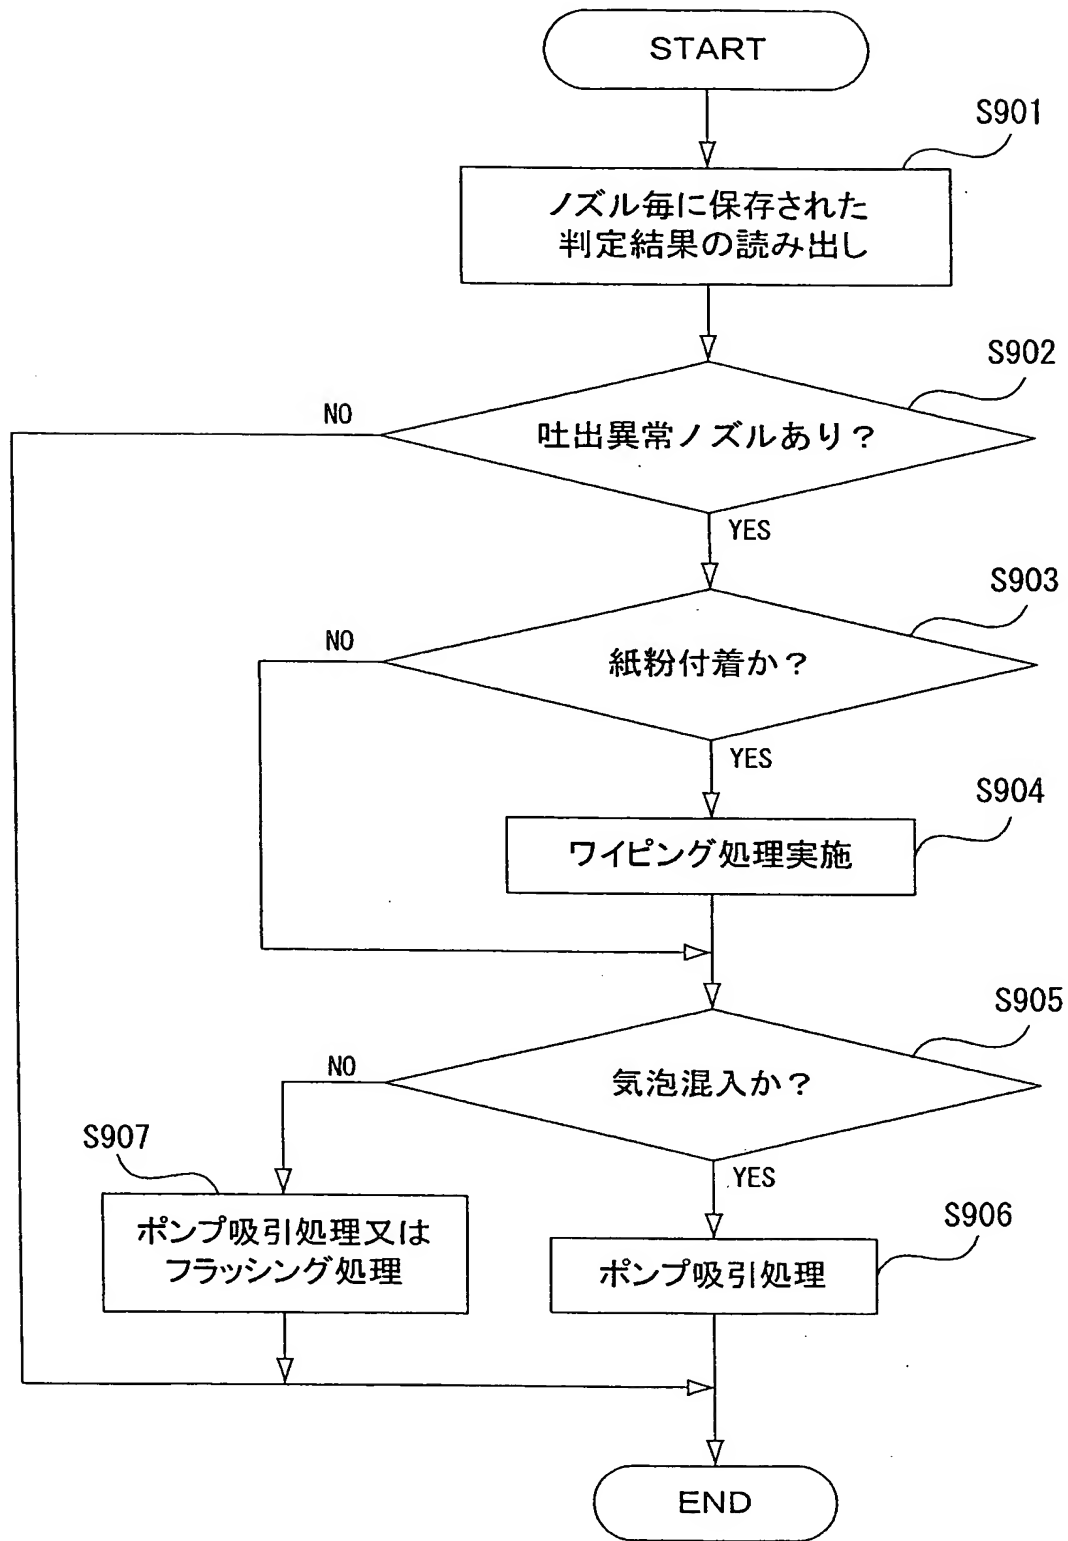 START
S901
ノズル毎に保存された
判定結果の読み出し
S902
NO
吐出異常ノズルあり？
YES
S903
NO
紙粉付着か？
YES
S904
ワイピング処理実施
S905
NO
気泡混入か？
S907
YES
ポンプ吸引処理又は
フラッシング処理
S906
ポンプ吸引処理
END